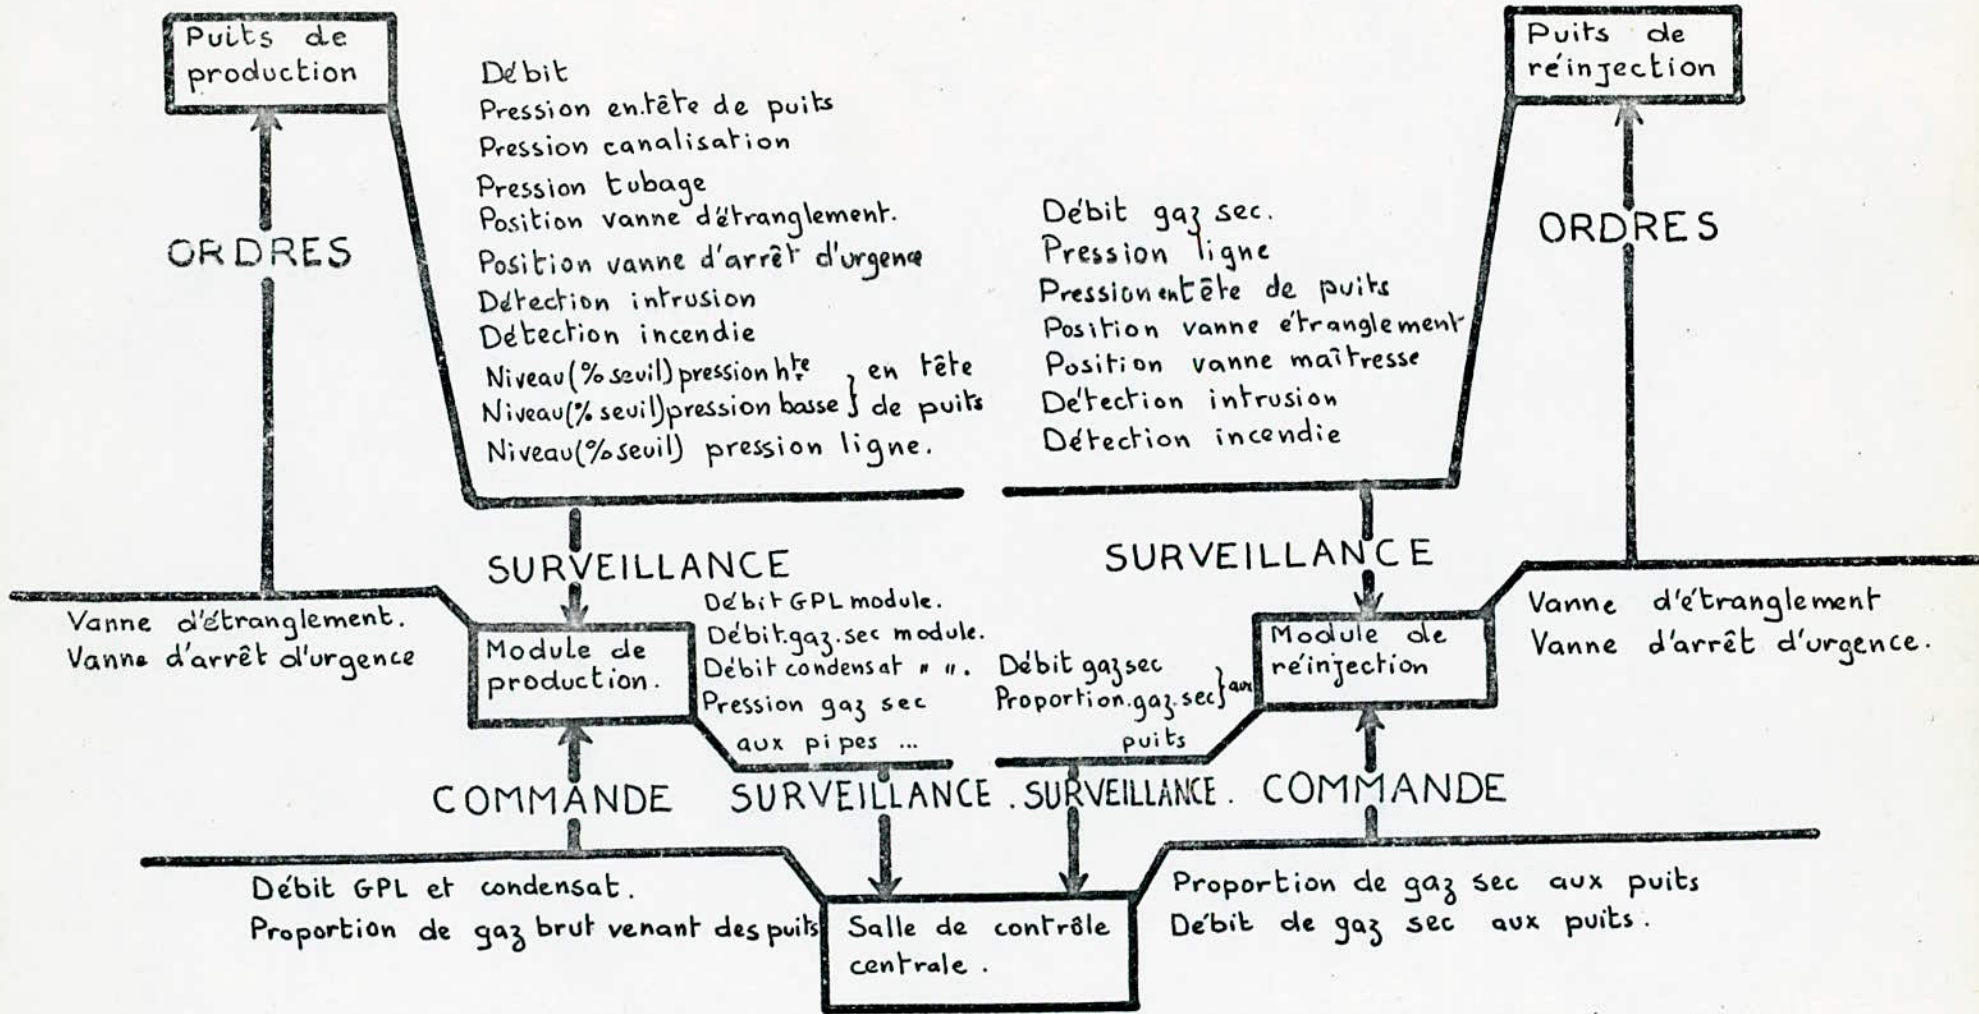 Puits de
production
Débit
Pression en.tête de puits
Pression canalisation
Pression tubage
Position vanne d'étranglement.
Position vanne d'arrêt d'urgence
Détection intrusion
Détection incendie
Niveau(% seuil) pression hte } en tête
Niveau(% seuil) pression basse } de puits
Niveau(% seuil) pression ligne.
Puits de
réinjection
Débit gaz sec.
Pression ligne
Pression en tête de puits
Position vanne étranglement
Position vanne maîtresse
Détection intrusion
Détection incendie
ORDRES
ORDRES
SURVEILLANCE
SURVEILLANCE
Vanne d'étranglement.
Vanne d'arrêt d'urgence
Module de
production.
Débit GPL module.
Débit.gaz.sec module.
Débit condensat " ".
Pression gaz sec
aux pipes ...
Débit gaz sec
Proportion.gaz.sec } aux
puits
Module de
réinjection
Vanne d'étranglement
Vanne d'arrêt d'urgence.
COMMANDE
SURVEILLANCE .
SURVEILLANCE .
COMMANDE
Débit GPL et condensat.
Proportion de gaz brut venant des puits
Salle de contrôle
centrale .
Proportion de gaz sec aux puits
Débit de gaz sec aux puits.